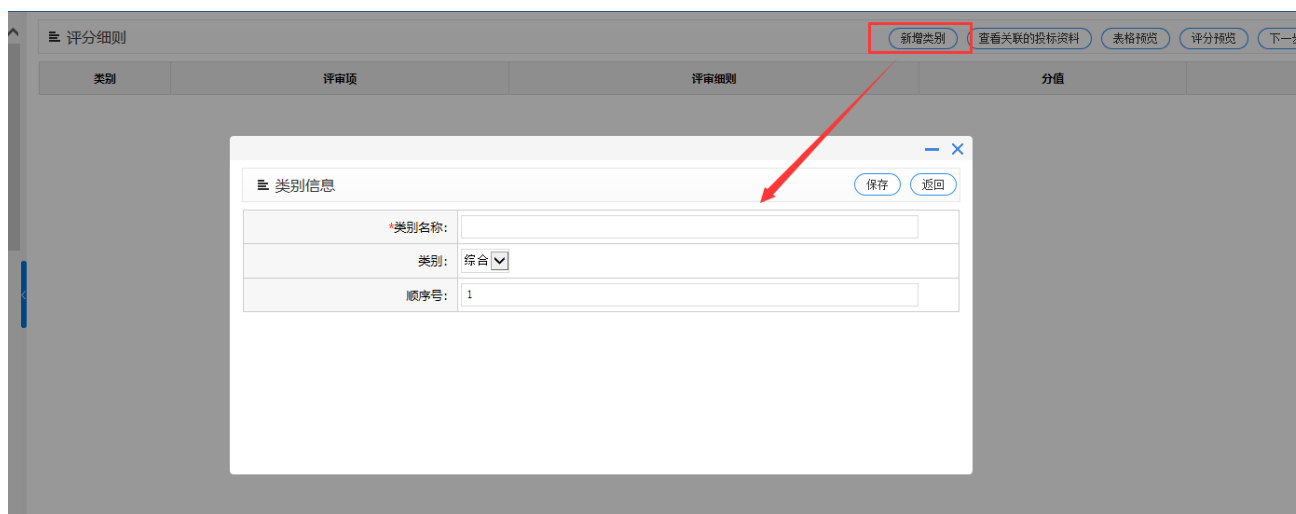 评分细则
新增类别 查看关联的投标资料 表格预览 评分预览 下一
类别 评审项 评审细则 分值
类别信息
保存 返回
*类别名称:
类别: 综合
顺序号: 1